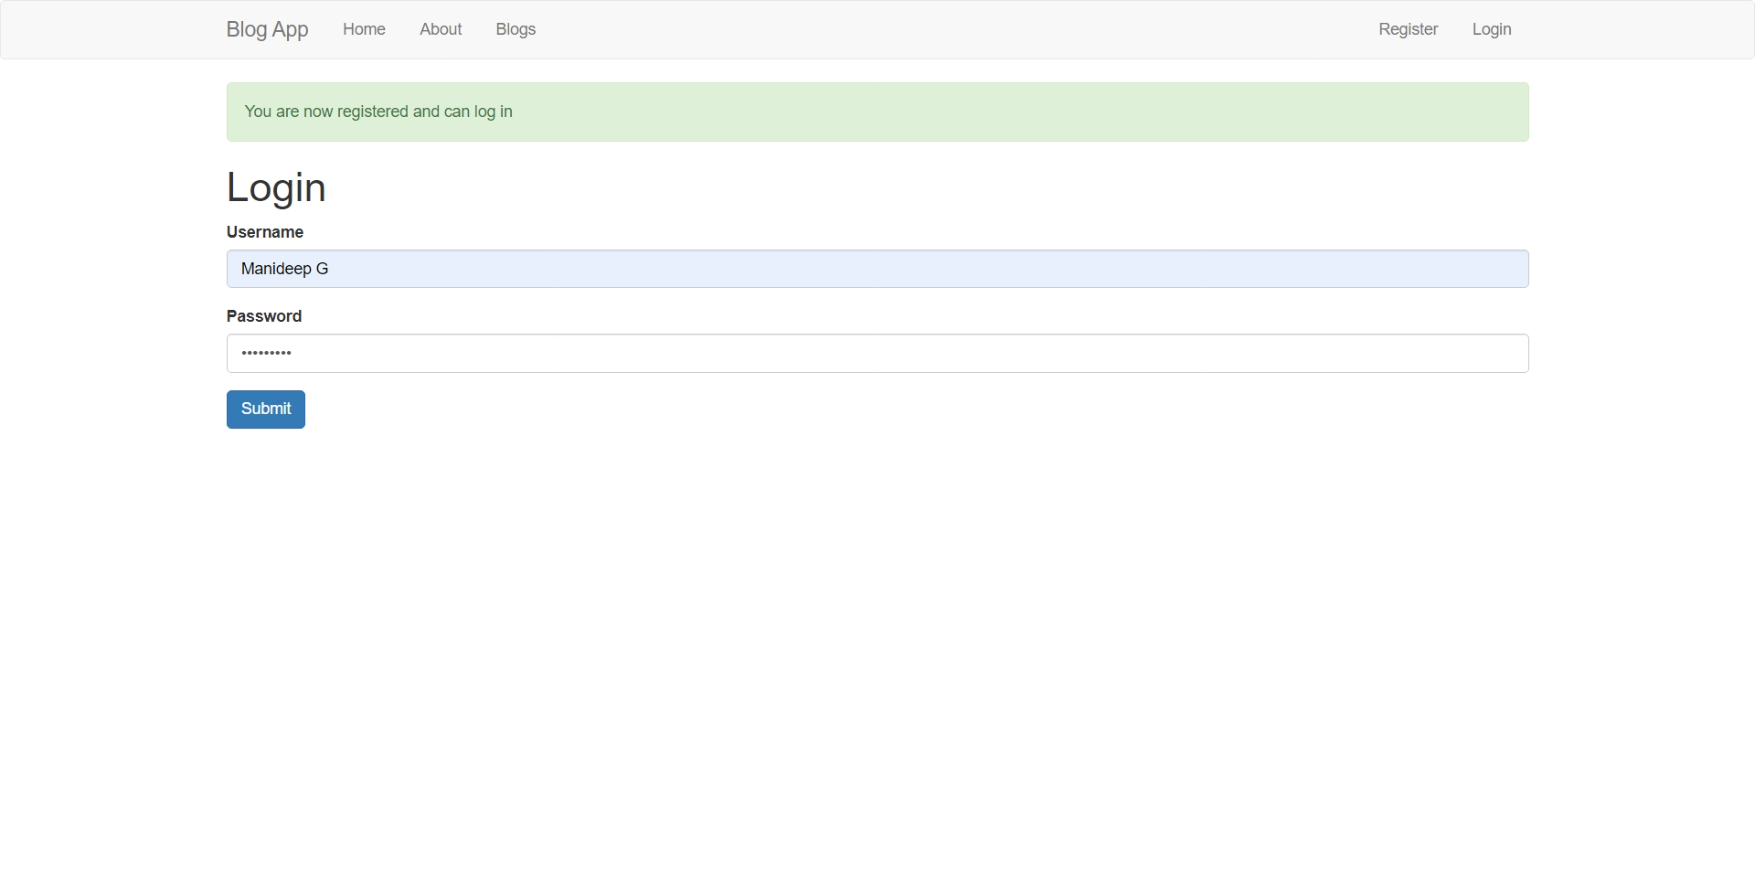 Blog App Home About Blogs Register Login
You are now registered and can log in
Login
Username
Manideep G
Password
•••••••••
Submit